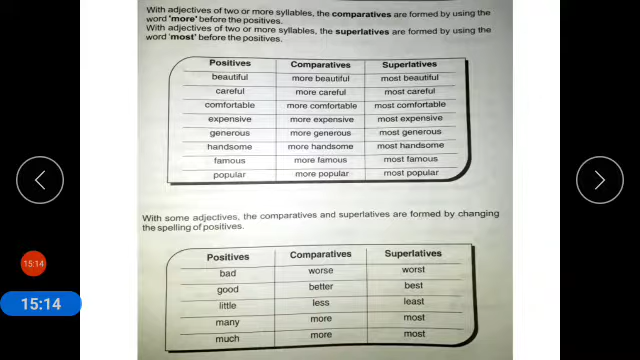 With adjectives of two or more syllables, the comparatives are formed by using the
word 'more' before the positives.
With adjectives of two or more syllables, the superlatives are formed by using the
word 'most' before the positives.
Positives Comparatives Superlatives
beautiful more beautiful most beautiful
careful more careful most careful
comfortable more comfortable most comfortable
expensive more expensive most expensive
generous more generous most generous
handsome more handsome most handsome
famous more famous most famous
popular more popular most popular
With some adjectives, the comparatives and superlatives are formed by changing
the spelling of positives.
Positives Comparatives Superlatives
bad worse worst
good better best
little less least
many more most
much more most
15:14
15:14